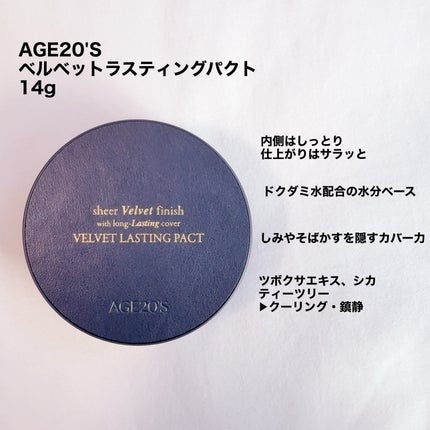 AGE20'S
ベルベットラスティングパクト
14g
内側はしっとり
仕上がりはサラッと
ドクダミ水配合の水分ベース
sheer Velvet finish
with long-Lasting cover
VELVET LASTING PACT
しみやそばかすを隠すカバー力
ツボクサエキス、シカ
ティーツリー
▶クーリング・鎮静
AGE20'S